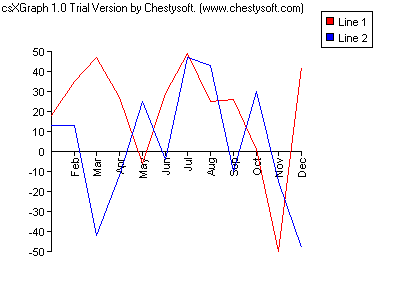 csXGraph 1.0 Trial Version by Chestysoft. (www.chestysoft.com)
Line 1
Line 2
50
40
30
20
10
0
-10
-20
-30
-40
-50
Feb
Mar
Apr
May
Jun
Jul
Aug
Sep
Oct
Nov
Dec